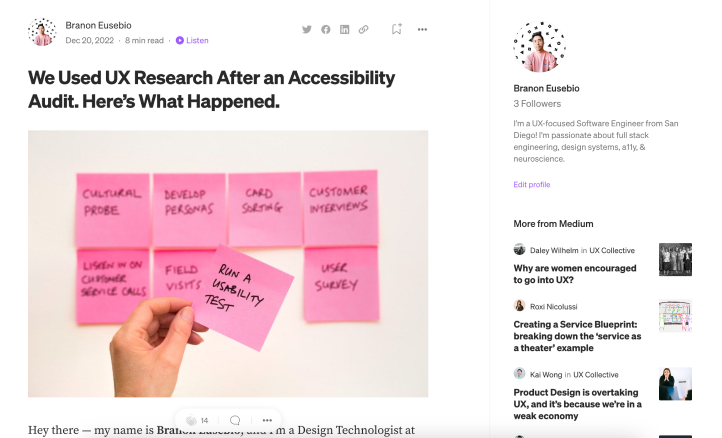 Branon Eusebio
Dec 20, 2022 · 8 min read · Listen
We Used UX Research After an Accessibility
Audit. Here's What Happened.
CULTURAL
PROBE
DEVELOP
PERSONAS
CARD
SORTING
CUSTOMER
INTERVIEWS
LISTEN IN ON
CUSTOMER
SERVICE CALLS
FIELD
VISITS
RUN A
USABILITY
TEST
USER
SURVEY
14
Hey there — my name is Branon Eusebio, and I'm a Design Technologist at
Branon Eusebio
3 Followers
I'm a UX-focused Software Engineer from San
Diego! I'm passionate about full stack
engineering, design systems, a11y, &
neuroscience.
Edit profile
More from Medium
Daley Wilhelm in UX Collective
Why are women encouraged
to go into UX?
Roxi Nicolussi
Creating a Service Blueprint:
breaking down the 'service as
a theater' example
Kai Wong in UX Collective
Product Design is overtaking
UX, and it's because we're in a
weak economy